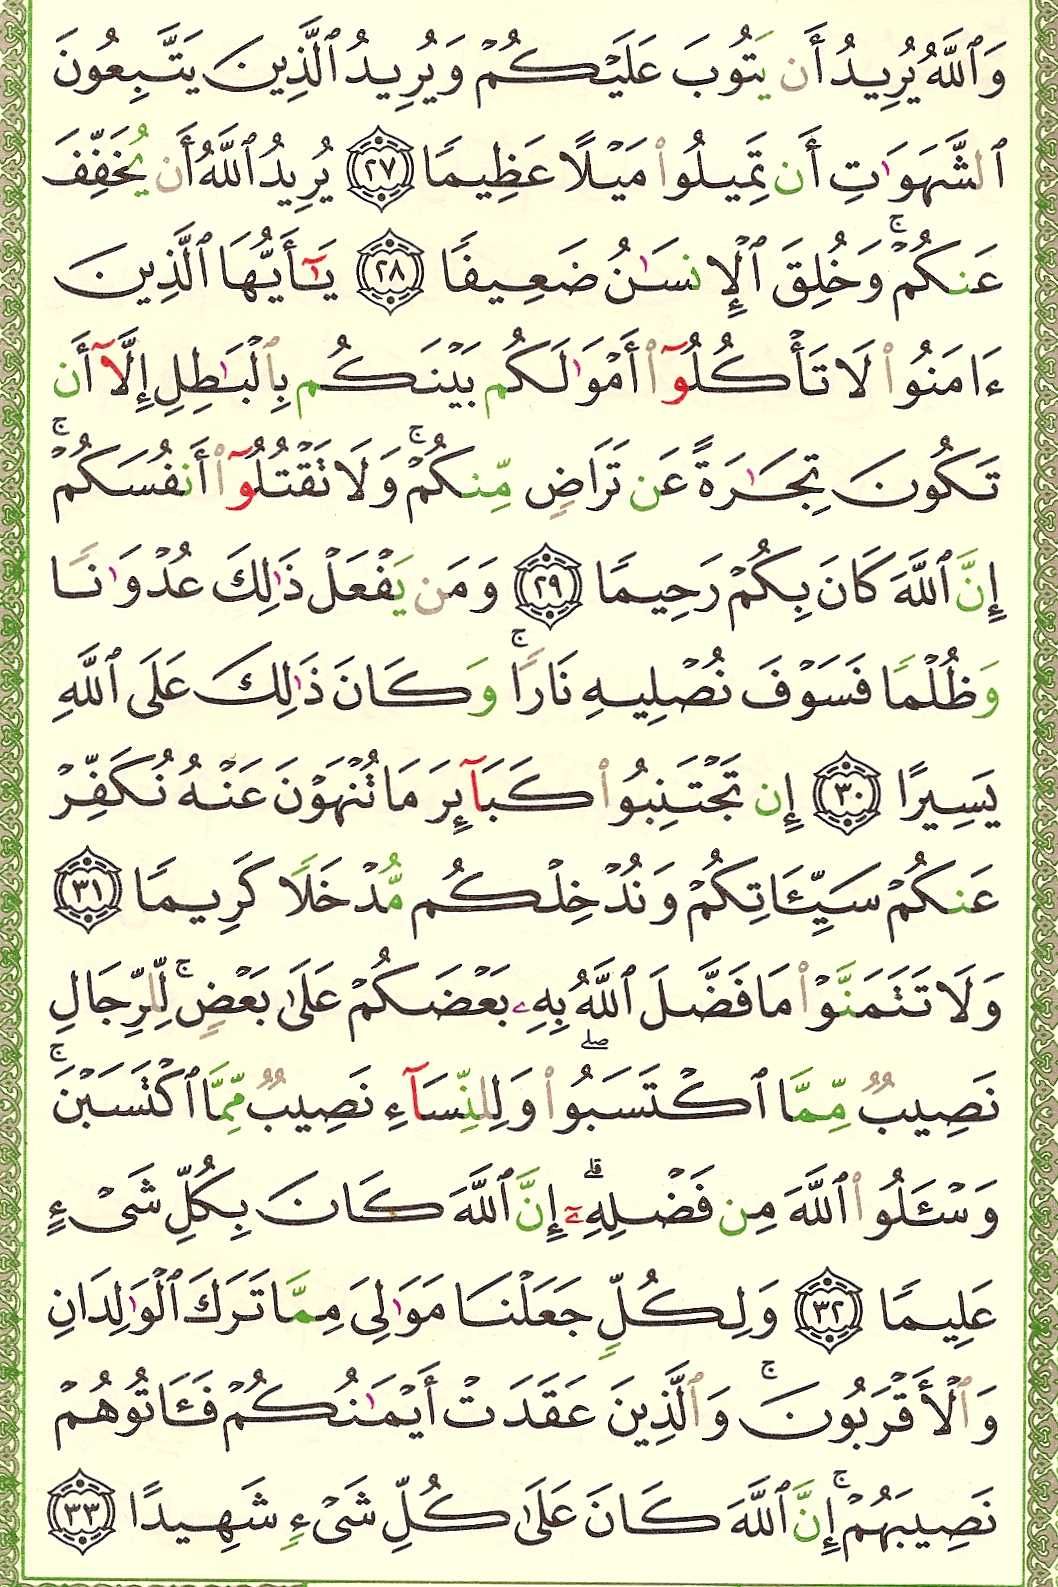 وَٱللَّهُ يُرِيدُ أَن يَتُوبَ عَلَيْكُمْ وَيُرِيدُ ٱلَّذِينَ يَتَّبِعُونَ
ٱلشَّهَوَٰتِ أَن تَمِيلُوا۟ مَيْلًا عَظِيمًا ٢٧ يُرِيدُ ٱللَّهُ أَن يُخَفِّفَ
عَنكُمْ ۚ وَخُلِقَ ٱلْإِنسَٰنُ ضَعِيفًا ٢٨ يَٰٓأَيُّهَا ٱلَّذِينَ
ءَامَنُوا۟ لَا تَأْكُلُوٓا۟ أَمْوَٰلَكُم بَيْنَكُم بِٱلْبَٰطِلِ إِلَّآ أَن
تَكُونَ تِجَٰرَةً عَن تَرَاضٍ مِّنكُمْ ۚ وَلَا تَقْتُلُوٓا۟ أَنفُسَكُمْ ۚ
إِنَّ ٱللَّهَ كَانَ بِكُمْ رَحِيمًا ٢٩ وَمَن يَفْعَلْ ذَٰلِكَ عُدْوَٰنًا
وَظُلْمًا فَسَوْفَ نُصْلِيهِ نَارًا ۚ وَكَانَ ذَٰلِكَ عَلَى ٱللَّهِ
يَسِيرًا ٣٠ إِن تَجْتَنِبُوا۟ كَبَآئِرَ مَا تُنْهَوْنَ عَنْهُ نُكَفِّرْ
عَنكُمْ سَيِّـَٔاتِكُمْ وَنُدْخِلْكُم مُّدْخَلًا كَرِيمًا ٣١
وَلَا تَتَمَنَّوْا۟ مَا فَضَّلَ ٱللَّهُ بِهِۦ بَعْضَكُمْ عَلَىٰ بَعْضٍ ۚ لِّلرِّجَالِ
نَصِيبٌ مِّمَّا ٱكْتَسَبُوا۟ ۖ وَلِلنِّسَآءِ نَصِيبٌ مِّمَّا ٱكْتَسَبْنَ ۚ
وَسْـَٔلُوا۟ ٱللَّهَ مِن فَضْلِهِۦٓ ۗ إِنَّ ٱللَّهَ كَانَ بِكُلِّ شَىْءٍ
عَلِيمًا ٣٢ وَلِكُلٍّ جَعَلْنَا مَوَٰلِىَ مِمَّا تَرَكَ ٱلْوَٰلِدَانِ
وَٱلْأَقْرَبُونَ ۚ وَٱلَّذِينَ عَقَدَتْ أَيْمَٰنُكُمْ فَـَٔاتُوهُمْ
نَصِيبَهُمْ ۚ إِنَّ ٱللَّهَ كَانَ عَلَىٰ كُلِّ شَىْءٍ شَهِيدًا ٣٣